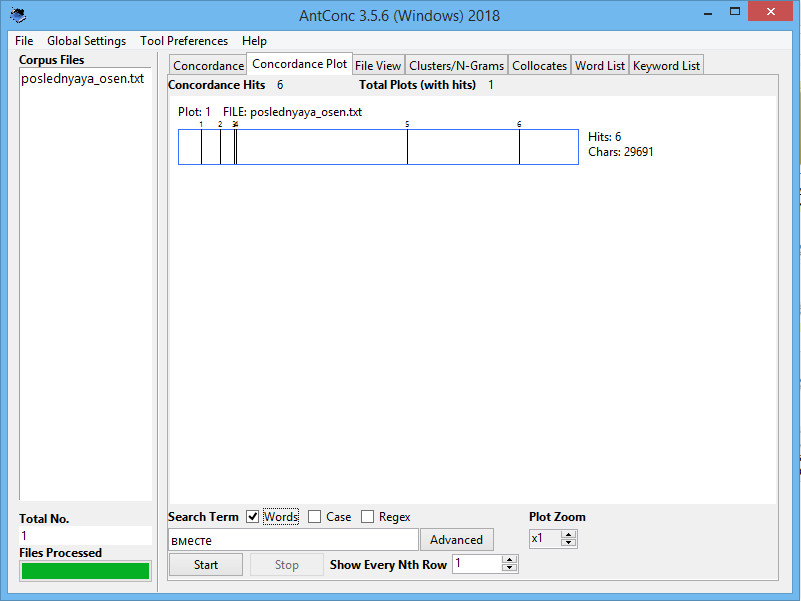 AntConc 3.5.6 (Windows) 2018
File Global Settings Tool Preferences Help
Corpus Files
poslednyaya_osen.txt
Concordance Concordance Plot File View Clusters/N-Grams Collocates Word List Keyword List
Concordance Hits 6 Total Plots (with hits) 1
Plot: 1 FILE: poslednyaya_osen.txt
1 2 3 4 5 6
Hits: 6
Chars: 29691
Total No.
1
Files Processed
Search Term Words Case Regex Plot Zoom
вместе Advanced x1
Start Stop Show Every Nth Row 1